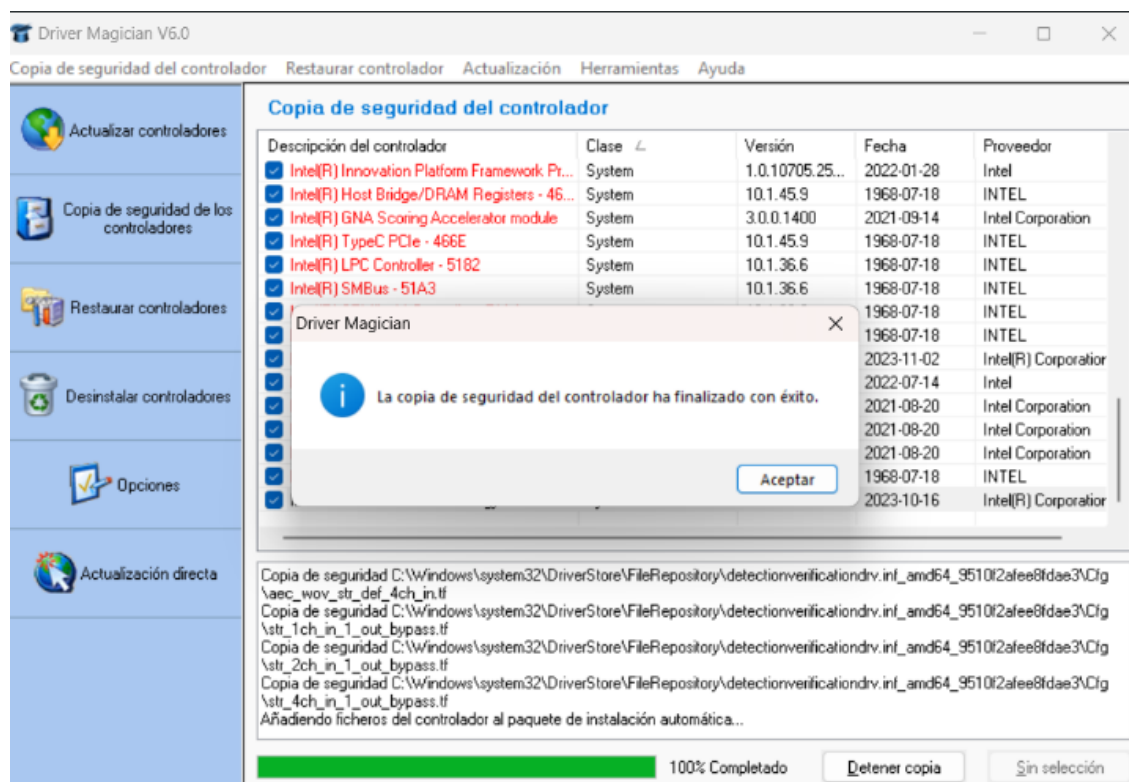 Driver Magician V6.0
Copia de seguridad del controlador Restaurar controlador Actualización Herramientas Ayuda
Actualizar controladores
Copia de seguridad de los
controladores
Restaurar controladores
Desinstalar controladores
Opciones
Actualización directa
Copia de seguridad del controlador
Descripción del controlador Clase Versión Fecha Proveedor
Intel(R) Innovation Platform Framework Pr... System 1.0.10705.25... 2022-01-28 Intel
Intel(R) Host Bridge/DRAM Registers - 46... System 10.1.45.9 1968-07-18 INTEL
Intel(R) GNA Scoring Accelerator module System 3.0.0.1400 2021-09-14 Intel Corporation
Intel(R) TypeC PCIe - 466E System 10.1.45.9 1968-07-18 INTEL
Intel(R) LPC Controller - 5182 System 10.1.36.6 1968-07-18 INTEL
Intel(R) SMBus - 51A3 System 10.1.36.6 1968-07-18 INTEL
1968-07-18 INTEL
1968-07-18 INTEL
2023-11-02 Intel(R) Corporation
2022-07-14 Intel
2021-08-20 Intel Corporation
2021-08-20 Intel Corporation
2021-08-20 Intel Corporation
1968-07-18 INTEL
2023-10-16 Intel(R) Corporation
Driver Magician
La copia de seguridad del controlador ha finalizado con éxito.
Aceptar
Copia de seguridad C:\Windows\system32\DriverStore\FileRepository\detectionverificationdrv.inf_amd64_9510f2afee8fdae3\Cfg
\aec_wov_str_def_4ch_in.tf
Copia de seguridad C:\Windows\system32\DriverStore\FileRepository\detectionverificationdrv.inf_amd64_9510f2afee8fdae3\Cfg
\str_1ch_in_1_out_bypass.tf
Copia de seguridad C:\Windows\system32\DriverStore\FileRepository\detectionverificationdrv.inf_amd64_9510f2afee8fdae3\Cfg
\str_2ch_in_1_out_bypass.tf
Copia de seguridad C:\Windows\system32\DriverStore\FileRepository\detectionverificationdrv.inf_amd64_9510f2afee8fdae3\Cfg
\str_4ch_in_1_out_bypass.tf
Añadiendo ficheros del controlador al paquete de instalación automática...
100% Completado Detener copia Sin selección